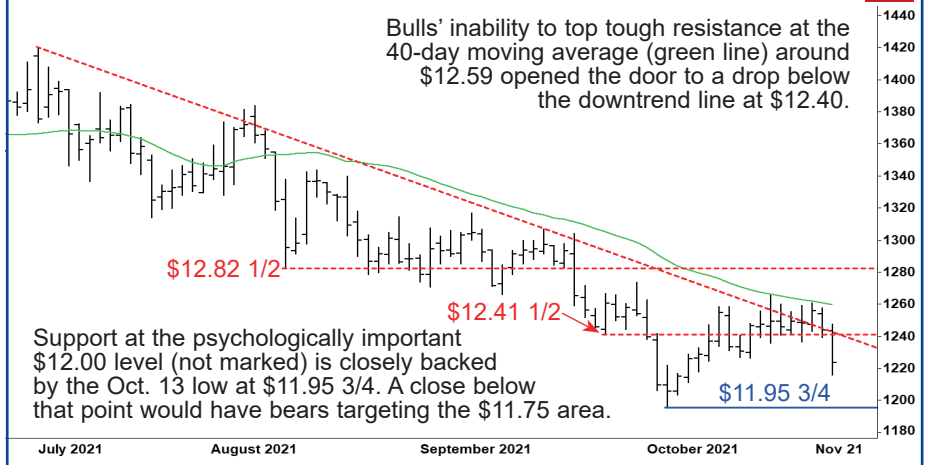 Bulls’ inability to top tough resistance at the
40-day moving average (green line) around
$12.59 opened the door to a drop below
the downtrend line at $12.40.
$12.82 1/2
$12.41 1/2
Support at the psychologically important
$12.00 level (not marked) is closely backed
by the Oct. 13 low at $11.95 3/4. A close below
that point would have bears targeting the $11.75 area.
$11.95 3/4
1440
1420
1400
1380
1360
1340
1320
1300
1280
1260
1240
1220
1200
1180
July 2021 August 2021 September 2021 October 2021 Nov 21